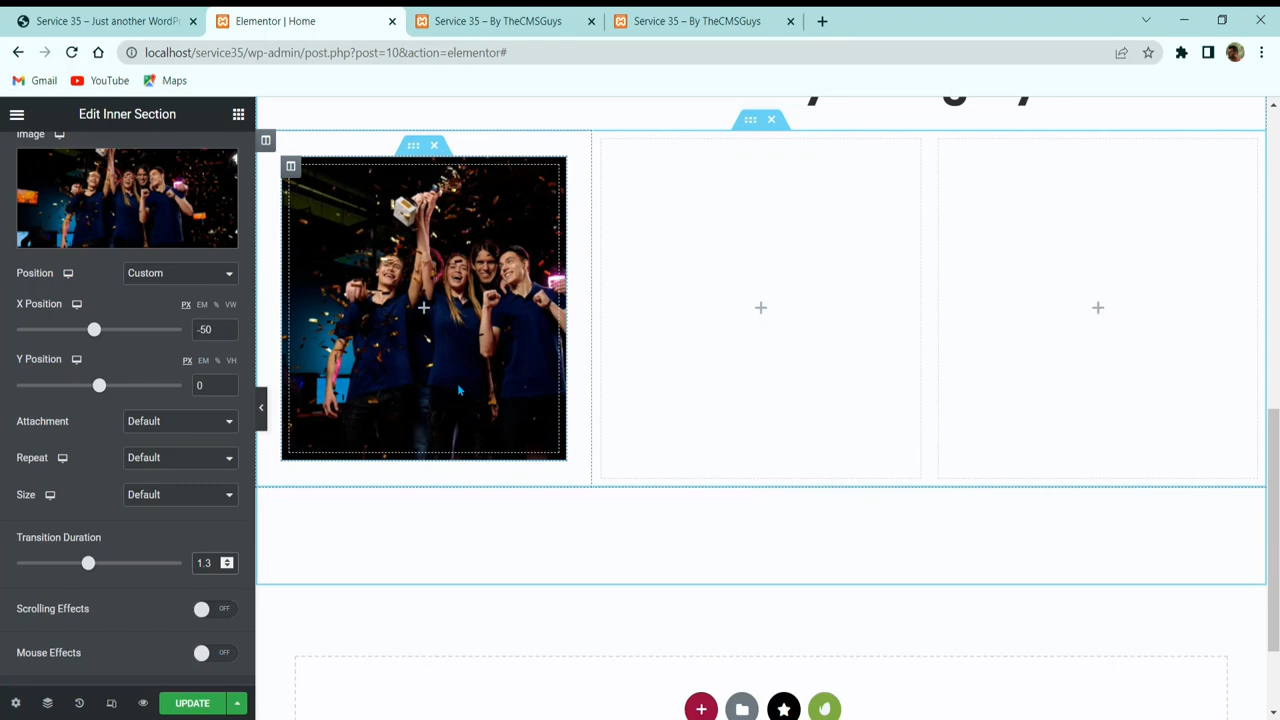 Service 35 – Just another WordPr
Elementor | Home
Service 35 – By TheCMSGuys
Service 35 – By TheCMSGuys
localhost/service35/wp-admin/post.php?post=10&action=elementor#
Gmail
YouTube
Maps
Edit Inner Section
Image
Position
Custom
X Position
PX EM % VW
-50
Y Position
PX EM % VH
0
Attachment
Default
Repeat
Default
Size
Default
Transition Duration
1.3
Scrolling Effects
OFF
Mouse Effects
OFF
UPDATE